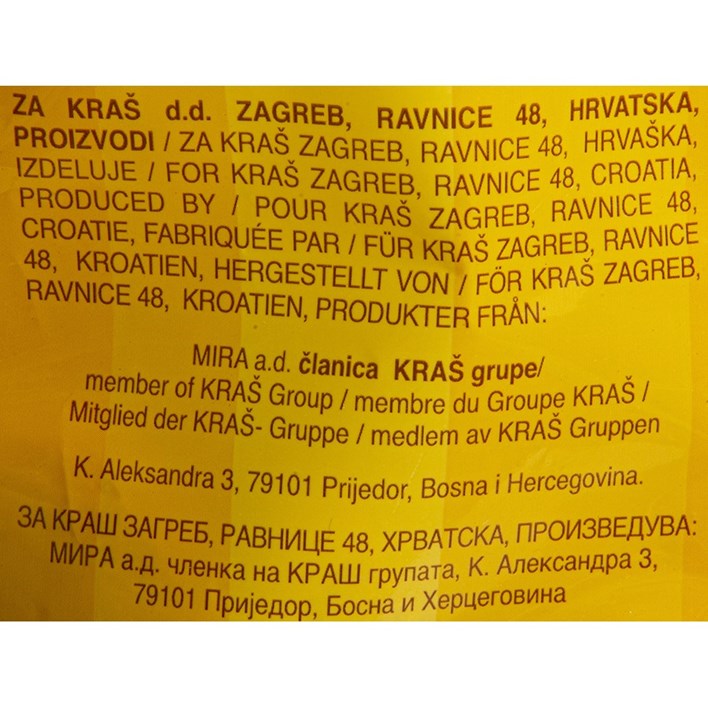 ZA KRAŠ d.d. ZAGREB, RAVNICE 48, HRVATSKA,
PROIZVODI / ZA KRAŠ ZAGREB, RAVNICE 48, HRVAŠKA,
IZDELUJE / FOR KRAŠ ZAGREB, RAVNICE 48, CROATIA,
PRODUCED BY / POUR KRAŠ ZAGREB, RAVNICE 48,
CROATIE, FABRIQUÉE PAR / FÜR KRAŠ ZAGREB, RAVNICE
48, KROATIEN, HERGESTELLT VON / FÖR KRAŠ ZAGREB,
RAVNICE 48, KROATIEN, PRODUKTER FRÅN:
MIRA a.d. članica KRAŠ grupe/
member of KRAŠ Group / membre du Groupe KRAŠ /
Mitglied der KRAŠ- Gruppe / medlem av KRAŠ Gruppen
K. Aleksandra 3, 79101 Prijedor, Bosna i Hercegovina.
ЗА КРАШ ЗАГРЕБ, РАВНИЦЕ 48, ХРВАТСКА, ПРОИЗВЕДУВА:
МИРА а.д. членка на КРАШ групата, К. Александра 3,
79101 Приједор, Босна и Херцеговина